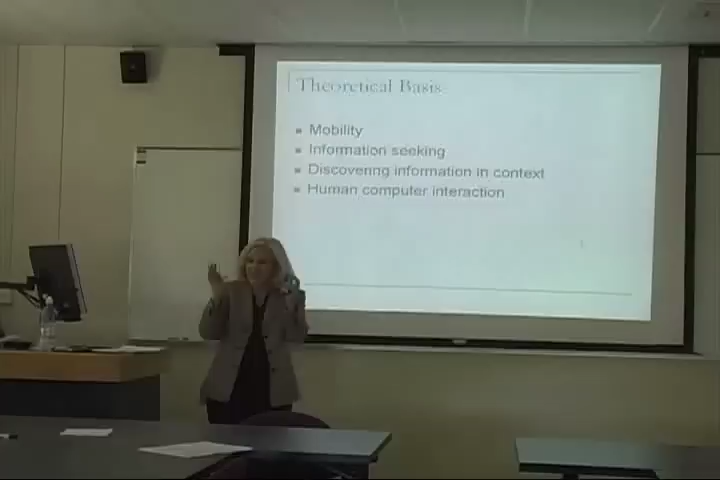 Theoretical Basis
Mobility
Information seeking
Discovering information in context
Human computer interaction